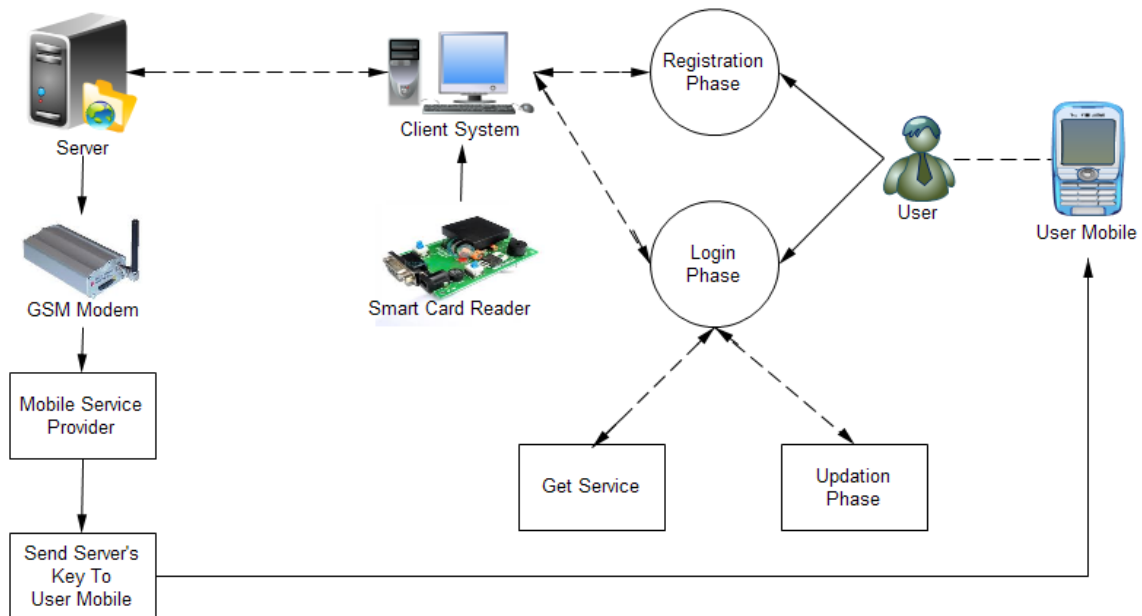 Registration
Phase
Client System
Server
User
User Mobile
Login
Phase
GSM Modem
Smart Card Reader
Mobile Service
Provider
Get Service
Updation
Phase
Send Server's
Key To
User Mobile